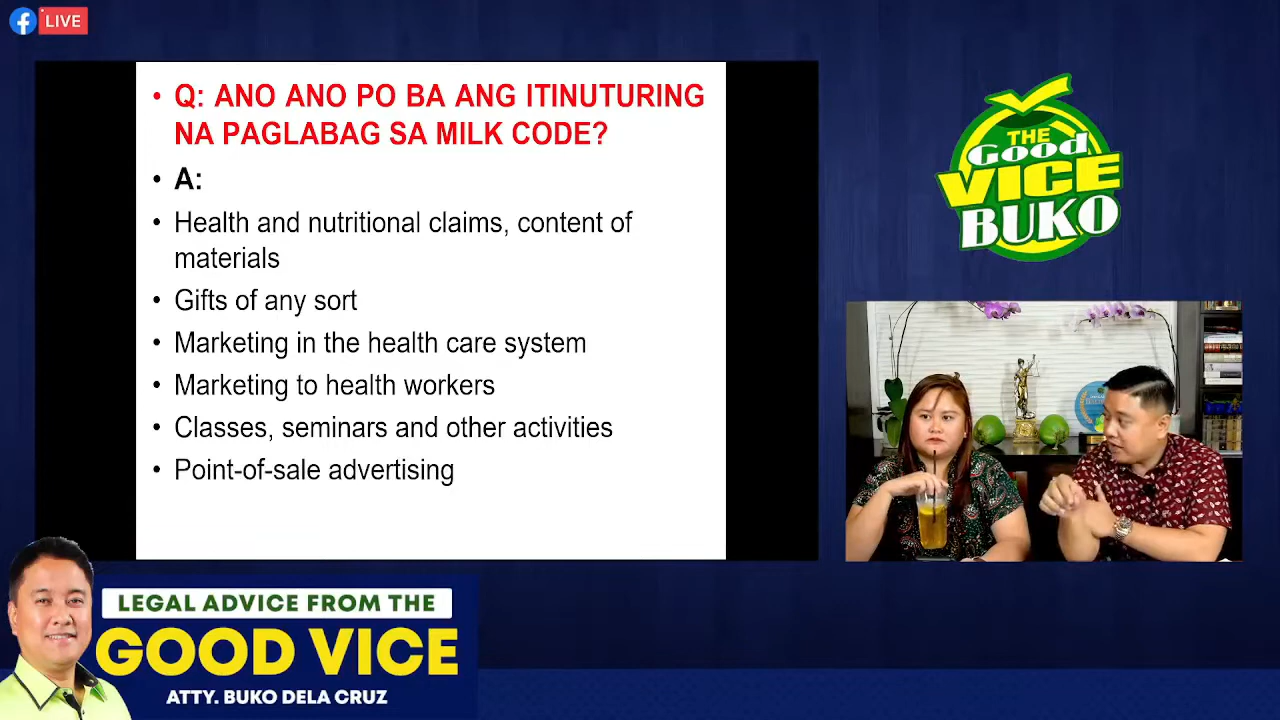 LIVE
• Q: ANO ANO PO BA ANG ITINUTURING
NA PAGLABAG SA MILK CODE?
• A:
• Health and nutritional claims, content of
materials
• Gifts of any sort
• Marketing in the health care system
• Marketing to health workers
• Classes, seminars and other activities
• Point-of-sale advertising
THE
Good
VICE
BUKO
LEGAL ADVICE FROM THE
GOOD VICE
ATTY. BUKO DELA CRUZ